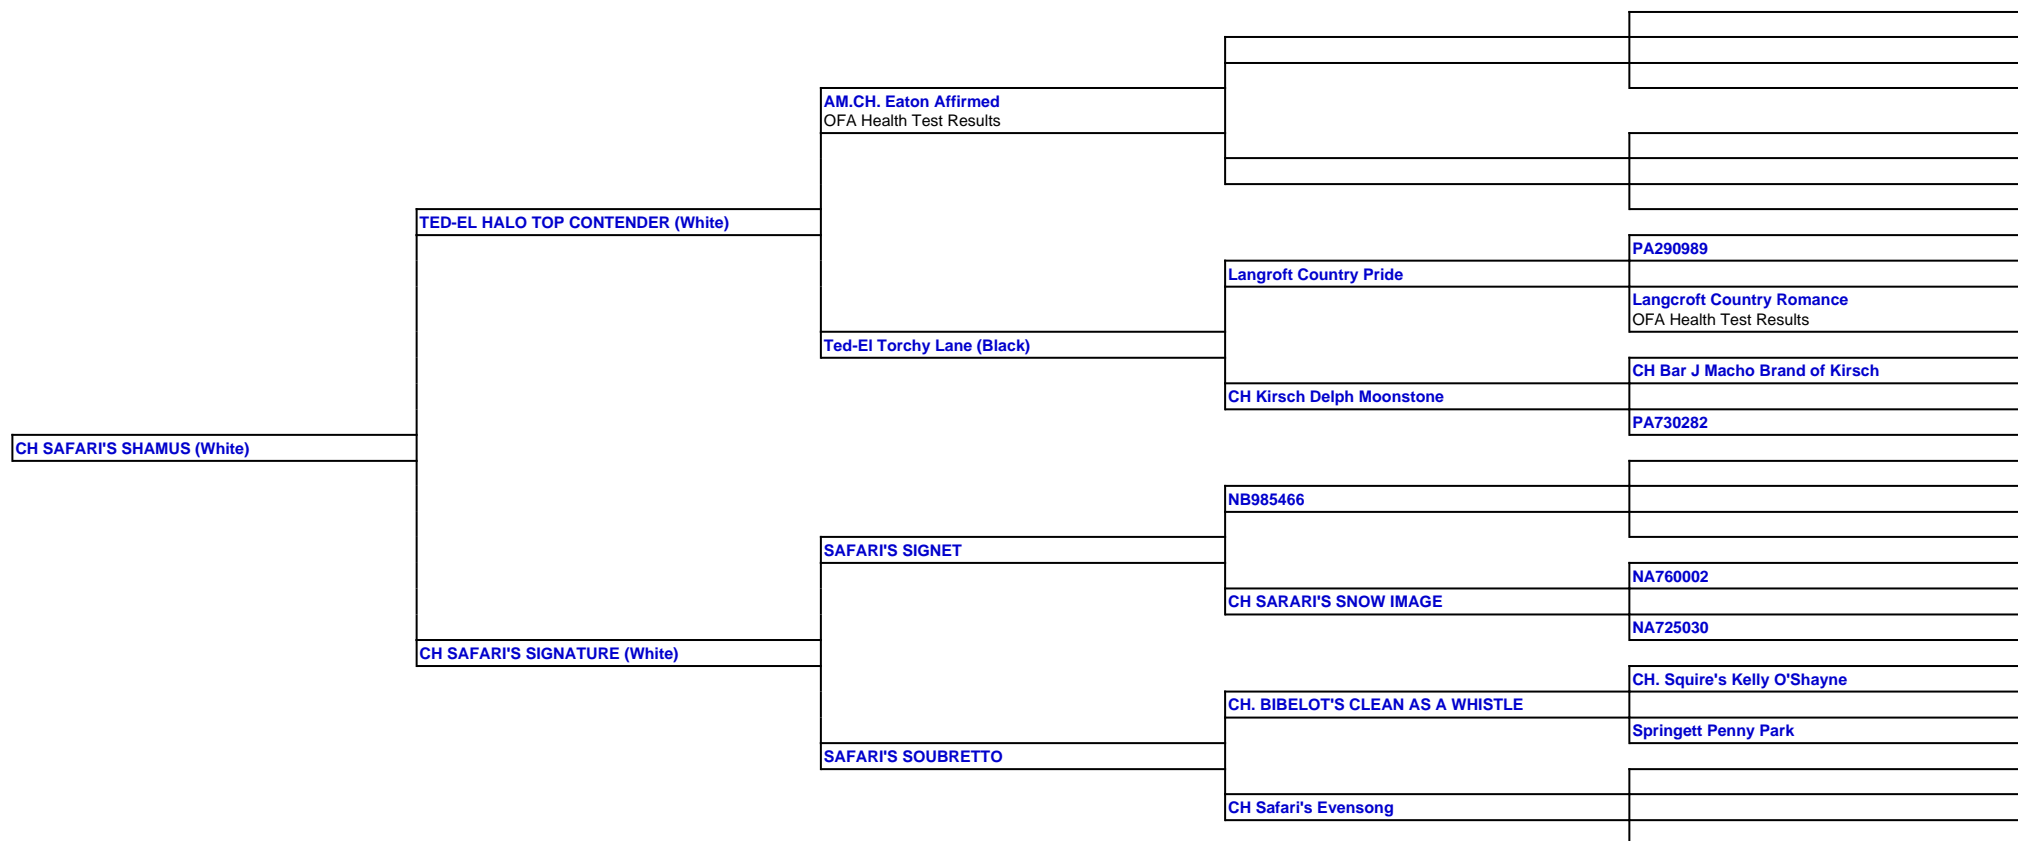 AM.CH. Eaton Affirmed
OFA Health Test Results
TED-EL HALO TOP CONTENDER (White)
PA290989
Langroft Country Pride
Langcroft Country Romance
OFA Health Test Results
Ted-El Torchy Lane (Black)
CH Bar J Macho Brand of Kirsch
CH Kirsch Delph Moonstone
PA730282
CH SAFARI'S SHAMUS (White)
NB985466
SAFARI'S SIGNET
NA760002
CH SARARI'S SNOW IMAGE
NA725030
CH SAFARI'S SIGNATURE (White)
CH. Squire's Kelly O'Shayne
CH. BIBELOT'S CLEAN AS A WHISTLE
Springett Penny Park
SAFARI'S SOUBRETTO
CH Safari's Evensong